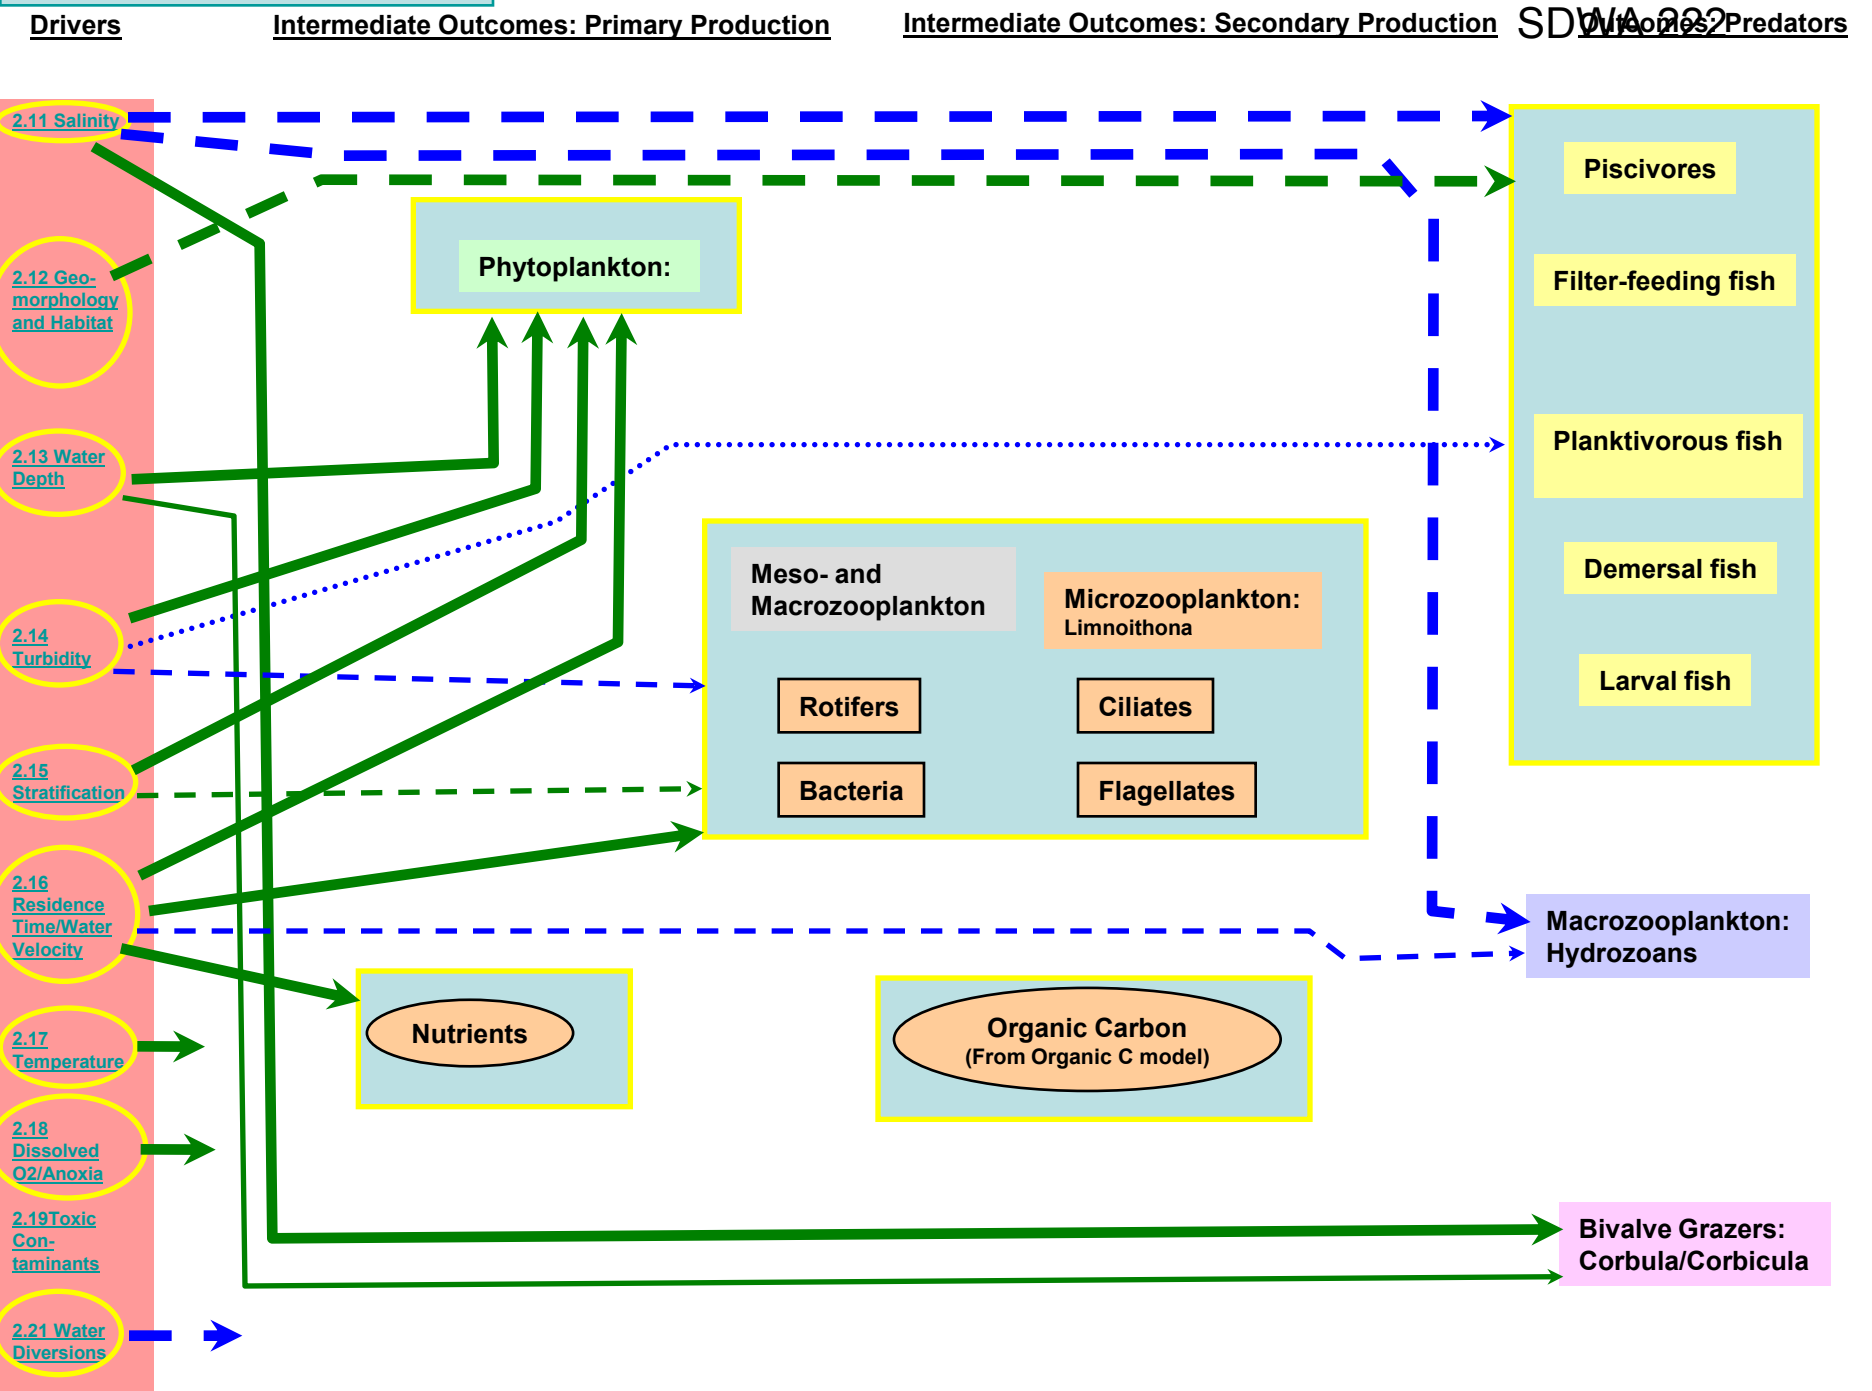 Drivers
Intermediate Outcomes: Primary Production
Intermediate Outcomes: Secondary Production
SDWA 222
Outcomes: Predators
2.11 Salinity
2.12 Geo-
morphology
and Habitat
2.13 Water
Depth
2.14
Turbidity
2.15
Stratification
2.16
Residence
Time/Water
Velocity
2.17
Temperature
2.18
Dissolved
O2/Anoxia
2.19Toxic
Con-
taminants
2.21 Water
Diversions
Phytoplankton:
Meso- and
Macrozooplankton
Microzooplankton:
Limnoithona
Rotifers
Ciliates
Bacteria
Flagellates
Nutrients
Organic Carbon
(From Organic C model)
Piscivores
Filter-feeding fish
Planktivorous fish
Demersal fish
Larval fish
Macrozooplankton:
Hydrozoans
Bivalve Grazers:
Corbula/Corbicula